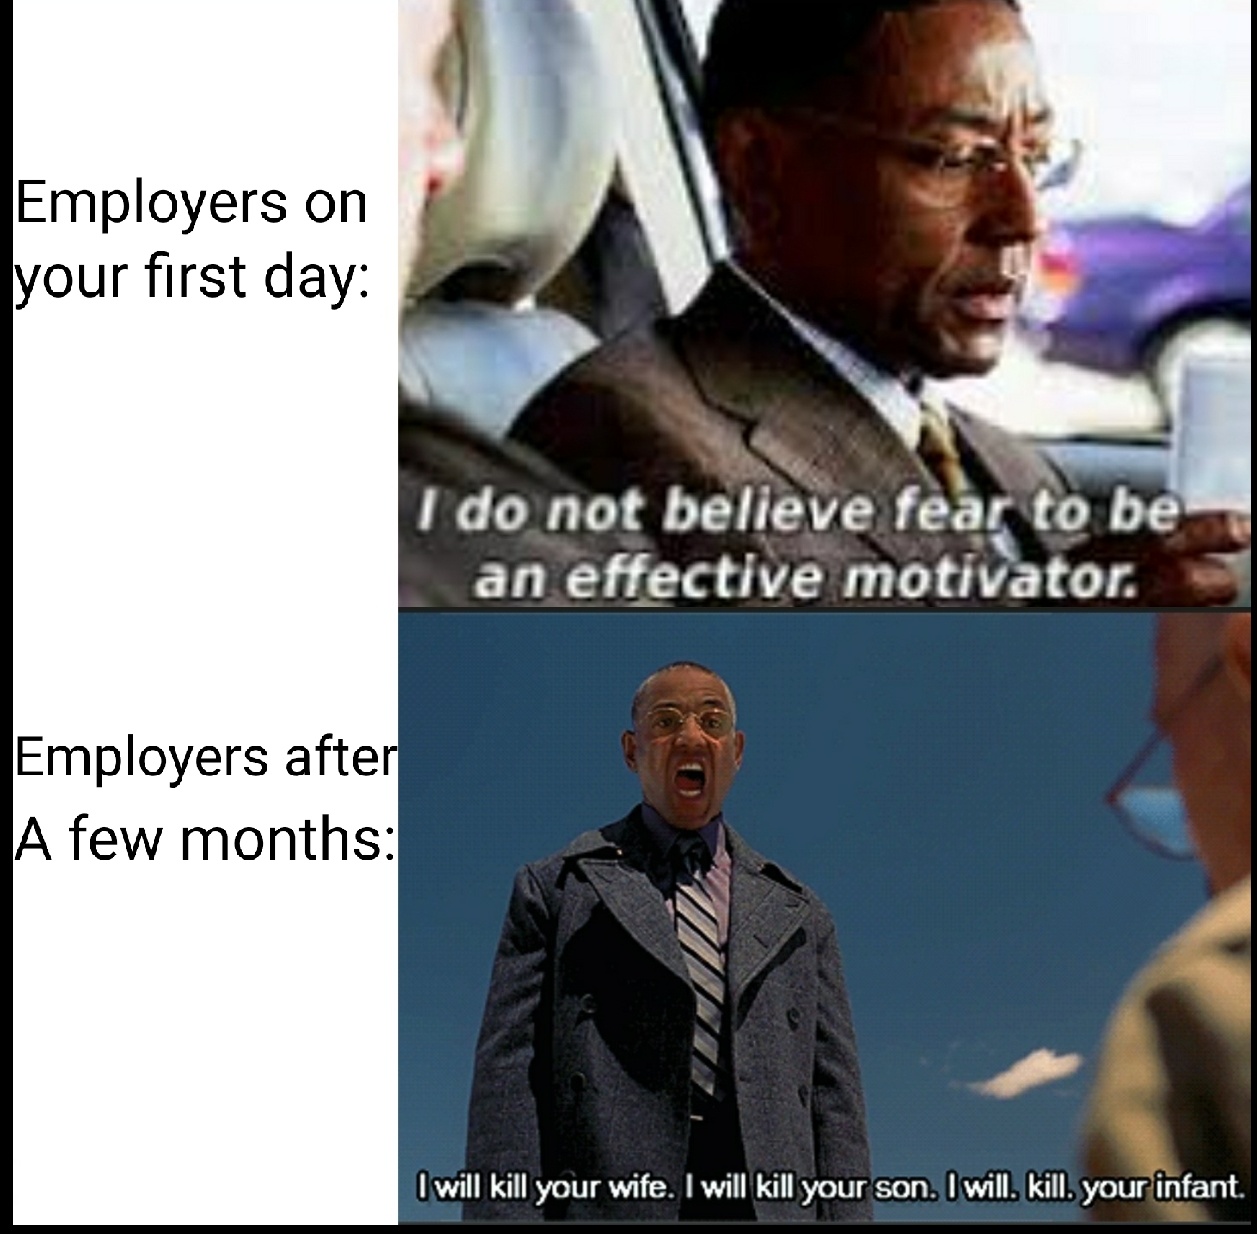 Employers on
your first day:
I do not believe fear to be
an effective motivator.
Employers after
A few months:
I will kill your wife. I will kill your son. I will. kill. your infant.